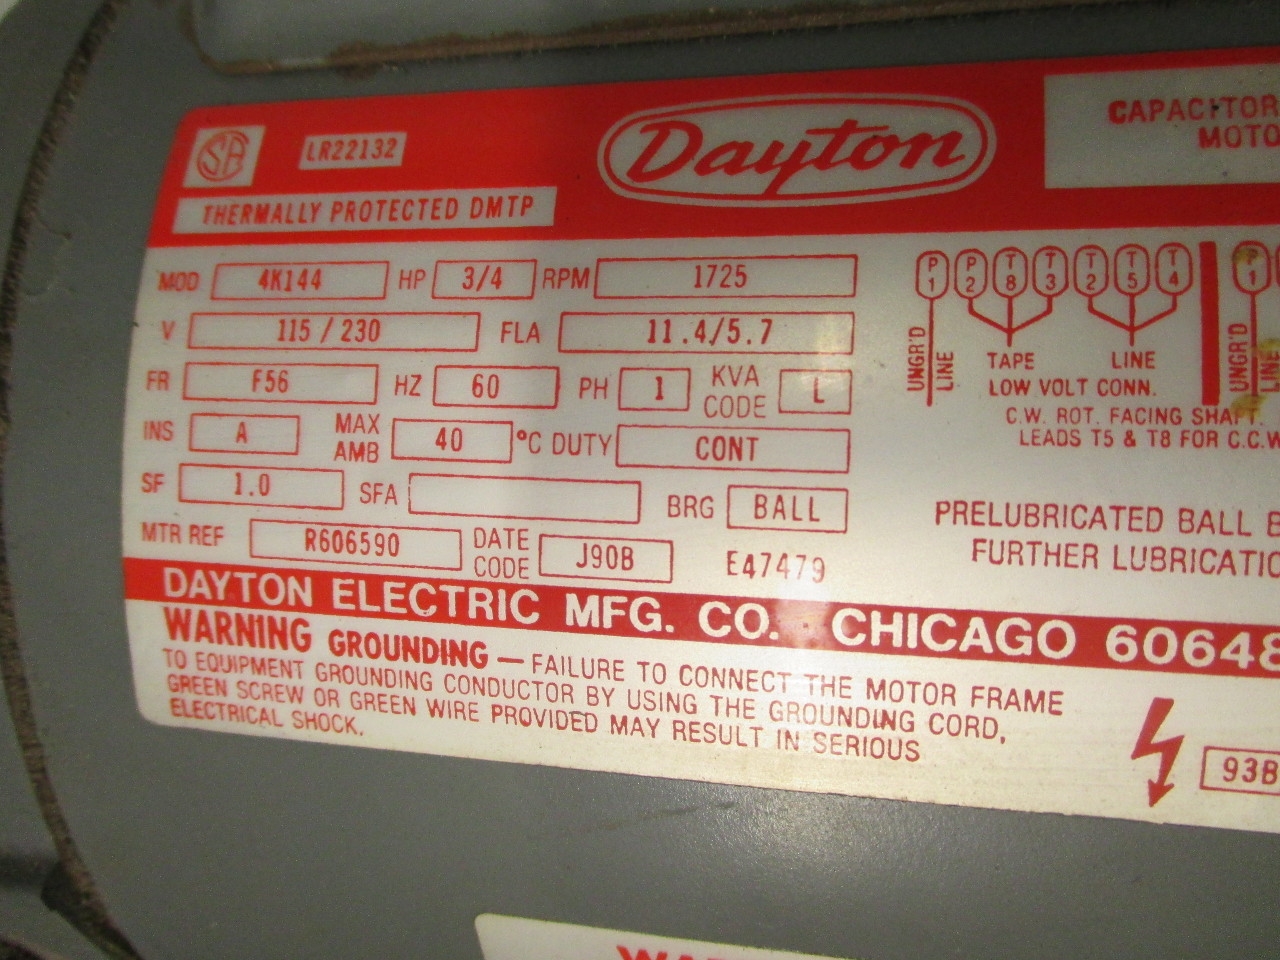 SA LR22132
THERMALLY PROTECTED DMTP
Dayton
CAPACITOR
MOD 4K144 HP 3/4 RPM 1725
V 115/230 FLA 11.4/5.7
FR F56 HZ 60 PH 1 KVA CODE L
INS A MAX AMB 40 °C DUTY CONT
SF 1.0 SFA BRG BALL
MTR REF R606590 DATE CODE J90B E47479
P1 P2 T8 T3 T2 T5 T4 P1
UNGR'D LINE TAPE LINE UNGR'D LINE
LOW VOLT CONN.
C.W. ROT. FACING SHAFT.
LEADS T5 & T8 FOR C.C.W
PRELUBRICATED BALL
FURTHER
DAYTON ELECTRIC MFG. CO. CHICAGO 60648
WARNING GROUNDING — FAILURE TO CONNECT THE MOTOR FRAME
TO EQUIPMENT GROUNDING CONDUCTOR BY USING THE GROUNDING CORD,
GREEN SCREW OR GREEN WIRE PROVIDED MAY RESULT IN SERIOUS
ELECTRICAL SHOCK.
93B